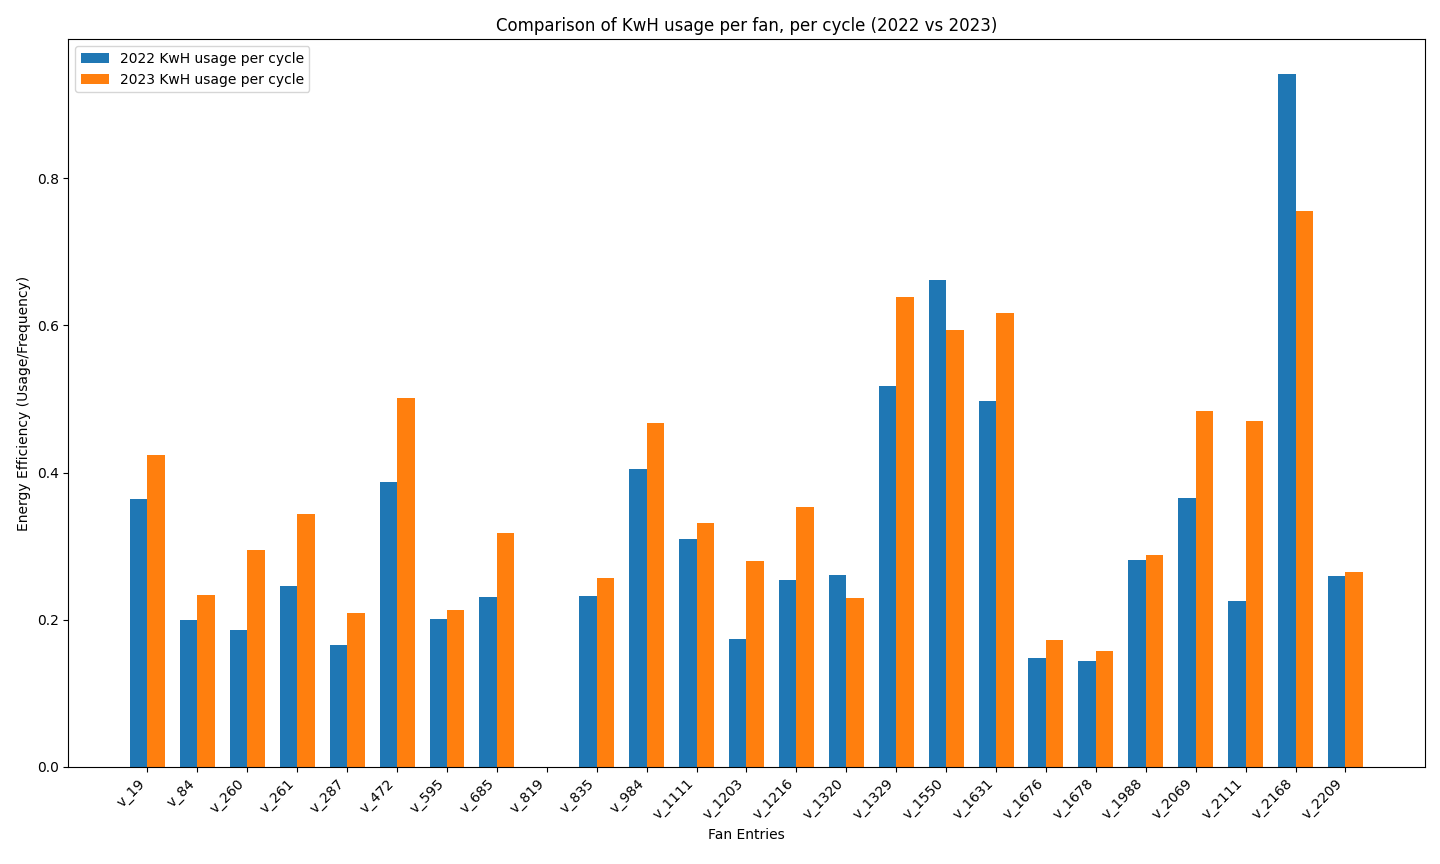 Comparison of KwH usage per fan, per cycle (2022 vs 2023)
2022 KwH usage per cycle
2023 KwH usage per cycle
Energy Efficiency (Usage/Frequency)
0.8
0.6
0.4
0.2
0.0
v_19
v_84
v_260
v_261
v_287
v_472
v_595
v_685
v_819
v_835
v_984
v_1111
v_1203
v_1216
v_1320
v_1329
v_1550
v_1631
v_1676
v_1678
v_1988
v_2069
v_2111
v_2168
v_2209
Fan Entries